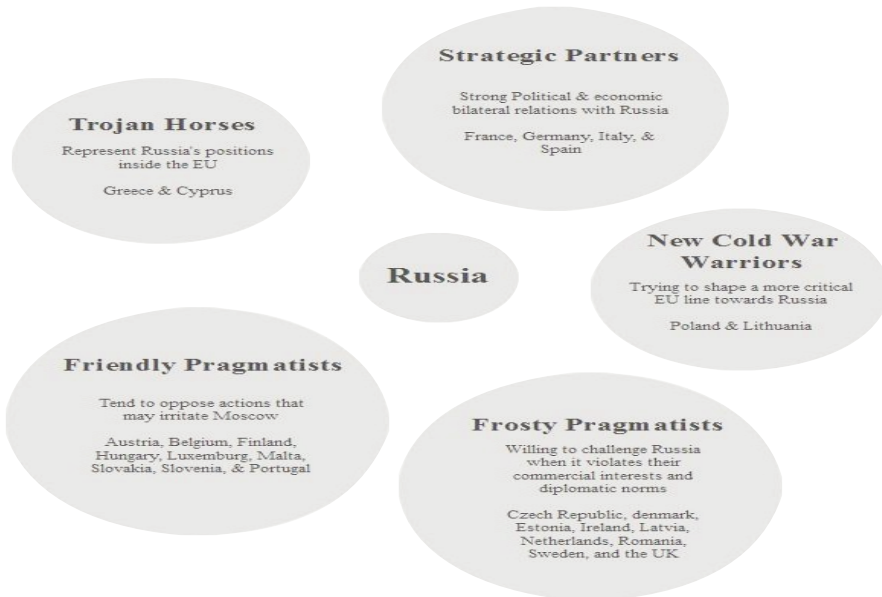 Strategic Partners
Strong Political & economic
bilateral relations with Russia
France, Germany, Italy, &
Spain
Trojan Horses
Represent Russia's positions
inside the EU
Greece & Cyprus
New Cold War
Warriors
Trying to shape a more critical
EU line towards Russia
Poland & Lithuania
Russia
Friendly Pragmatists
Tend to oppose actions that
may irritate Moscow
Austria, Belgium, Finland,
Hungary, Luxemburg, Malta,
Slovakia, Slovenia, & Portugal
Frosty Pragmatists
Willing to challenge Russia
when it violates their
commercial interests and
diplomatic norms
Czech Republic, denmark,
Estonia, Ireland, Latvia,
Netherlands, Romania,
Sweden, and the UK